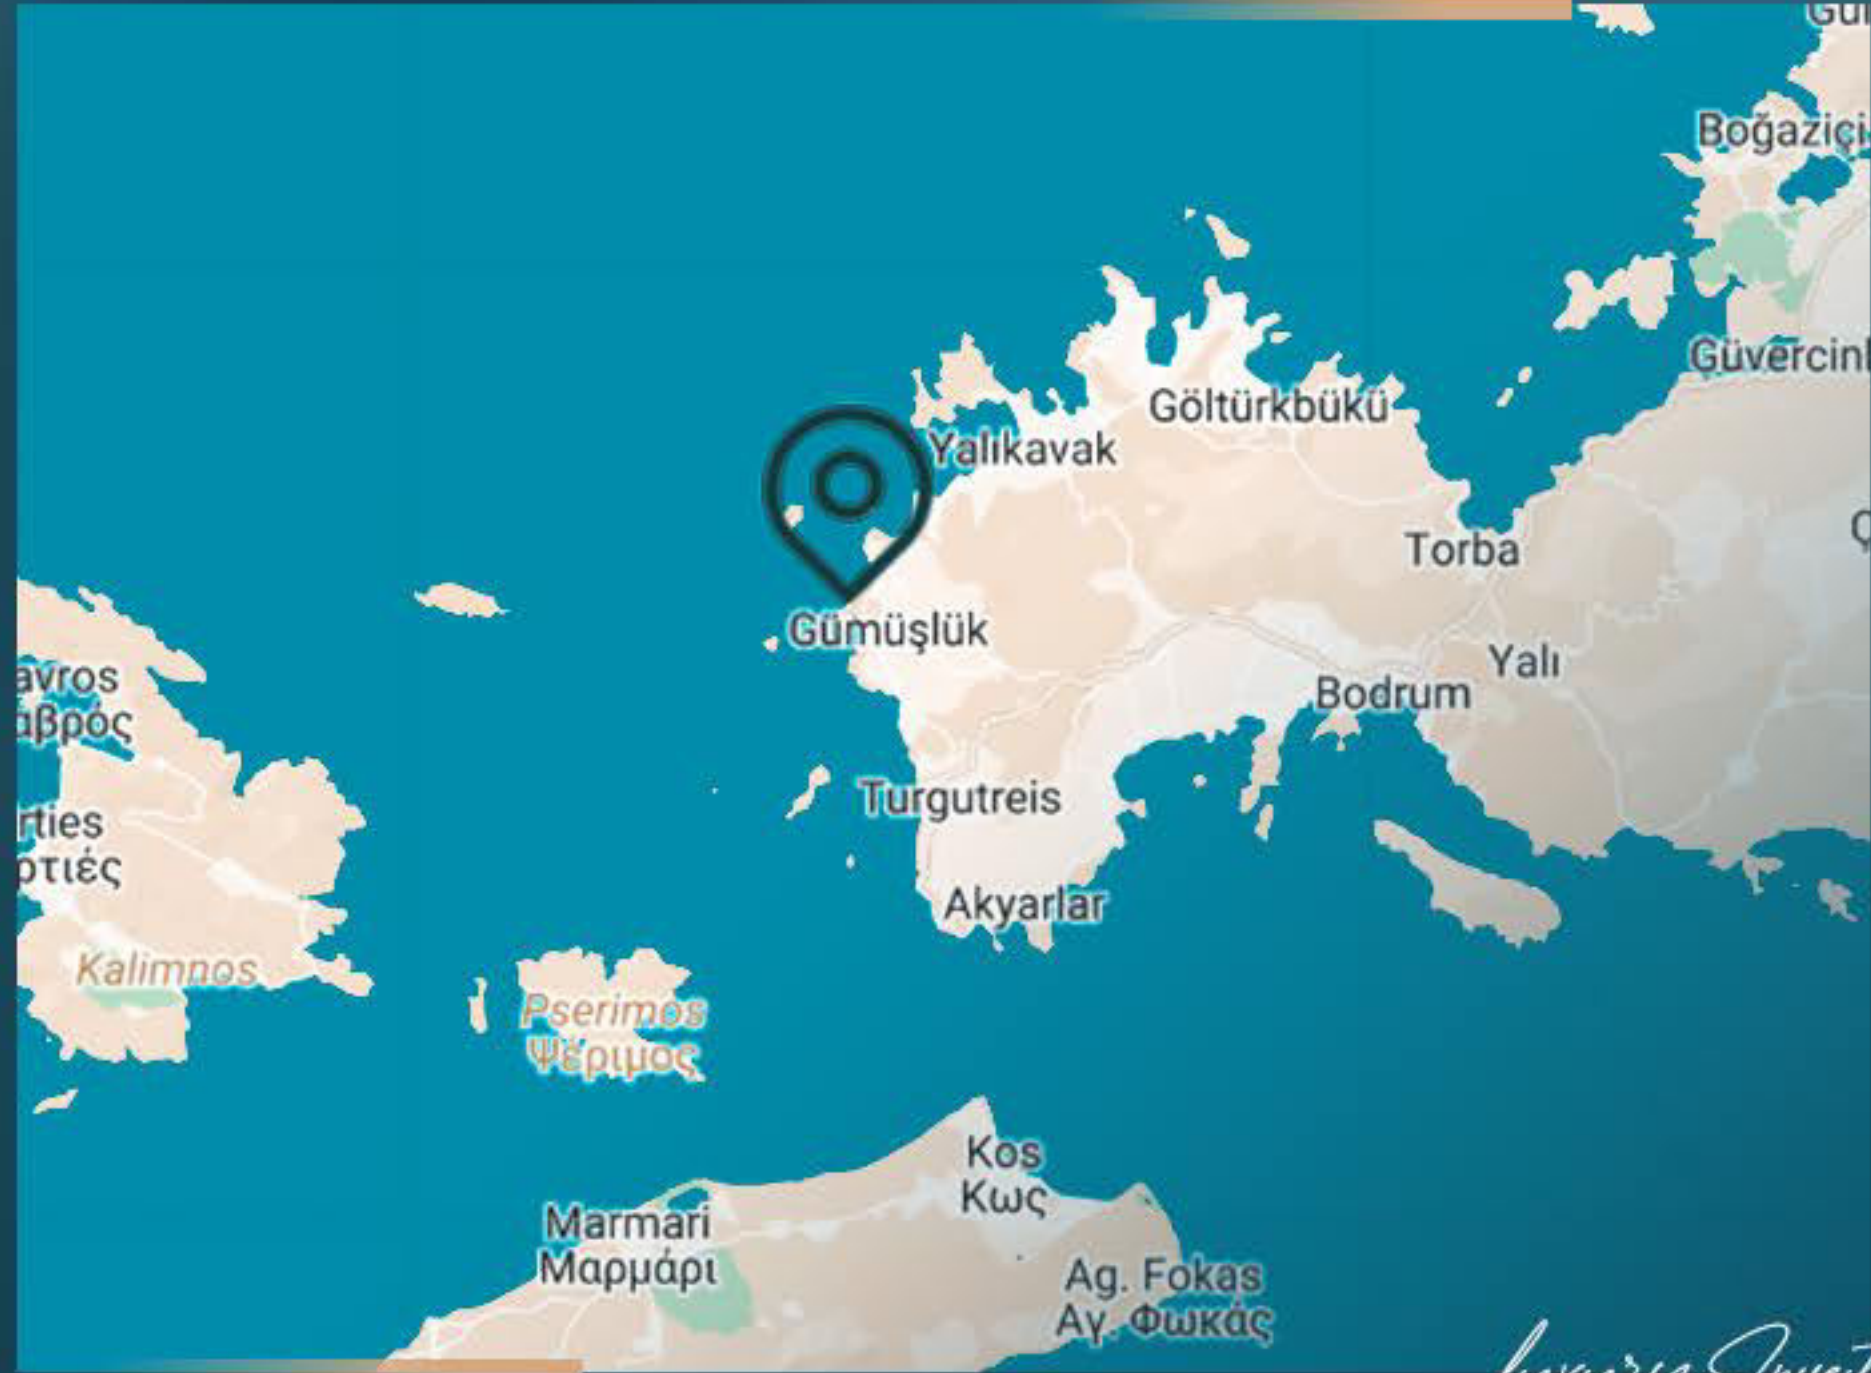 Boğaziçi
Göltürkbükü
Yalıkavak
Torba
Gümüşlük
Yalı
Bodrum
Turgutreis
Akyarlar
Kalimnos
Pserimos
Ψέριμος
Kos
Κως
Marmari
Μαρμάρι
Ag. Fokas
Αγ. Φωκάς